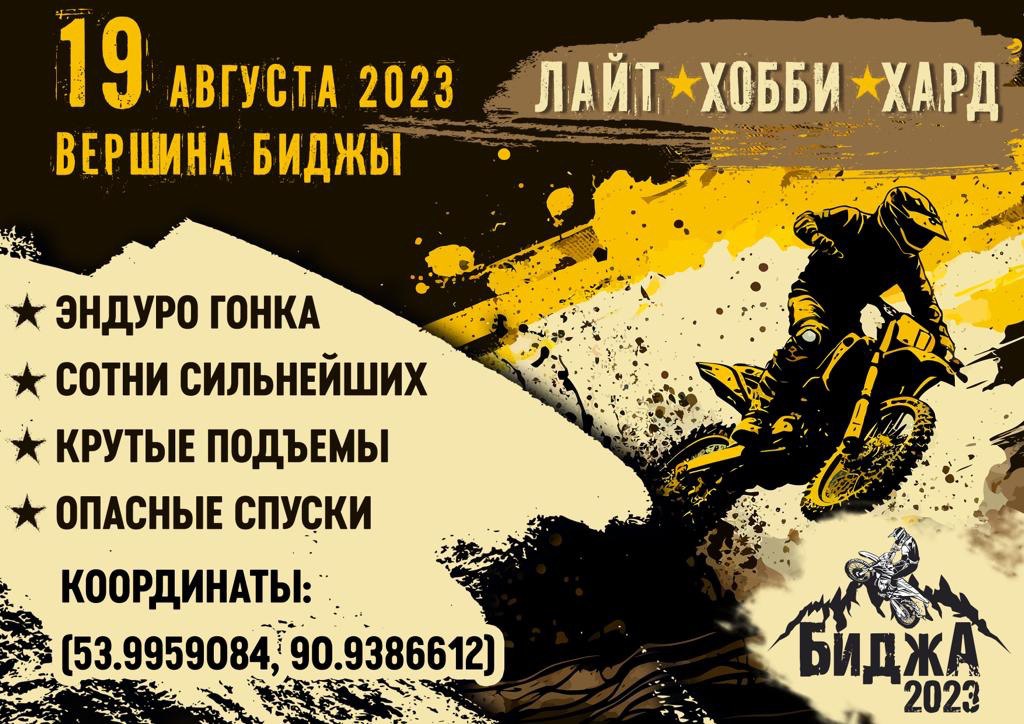 19 АВГУСТА 2023
ВЕРШИНА БИДЖЫ
ЛАЙТ★ХОББИ★ХАРД
★ ЭНДУРО ГОНКА
★ СОТНИ СИЛЬНЕЙШИХ
★ КРУТЫЕ ПОДЪЕМЫ
★ ОПАСНЫЕ СПУСКИ
КООРДИНАТЫ:
(53.9959084, 90.9386612)
БИДЖА
2023